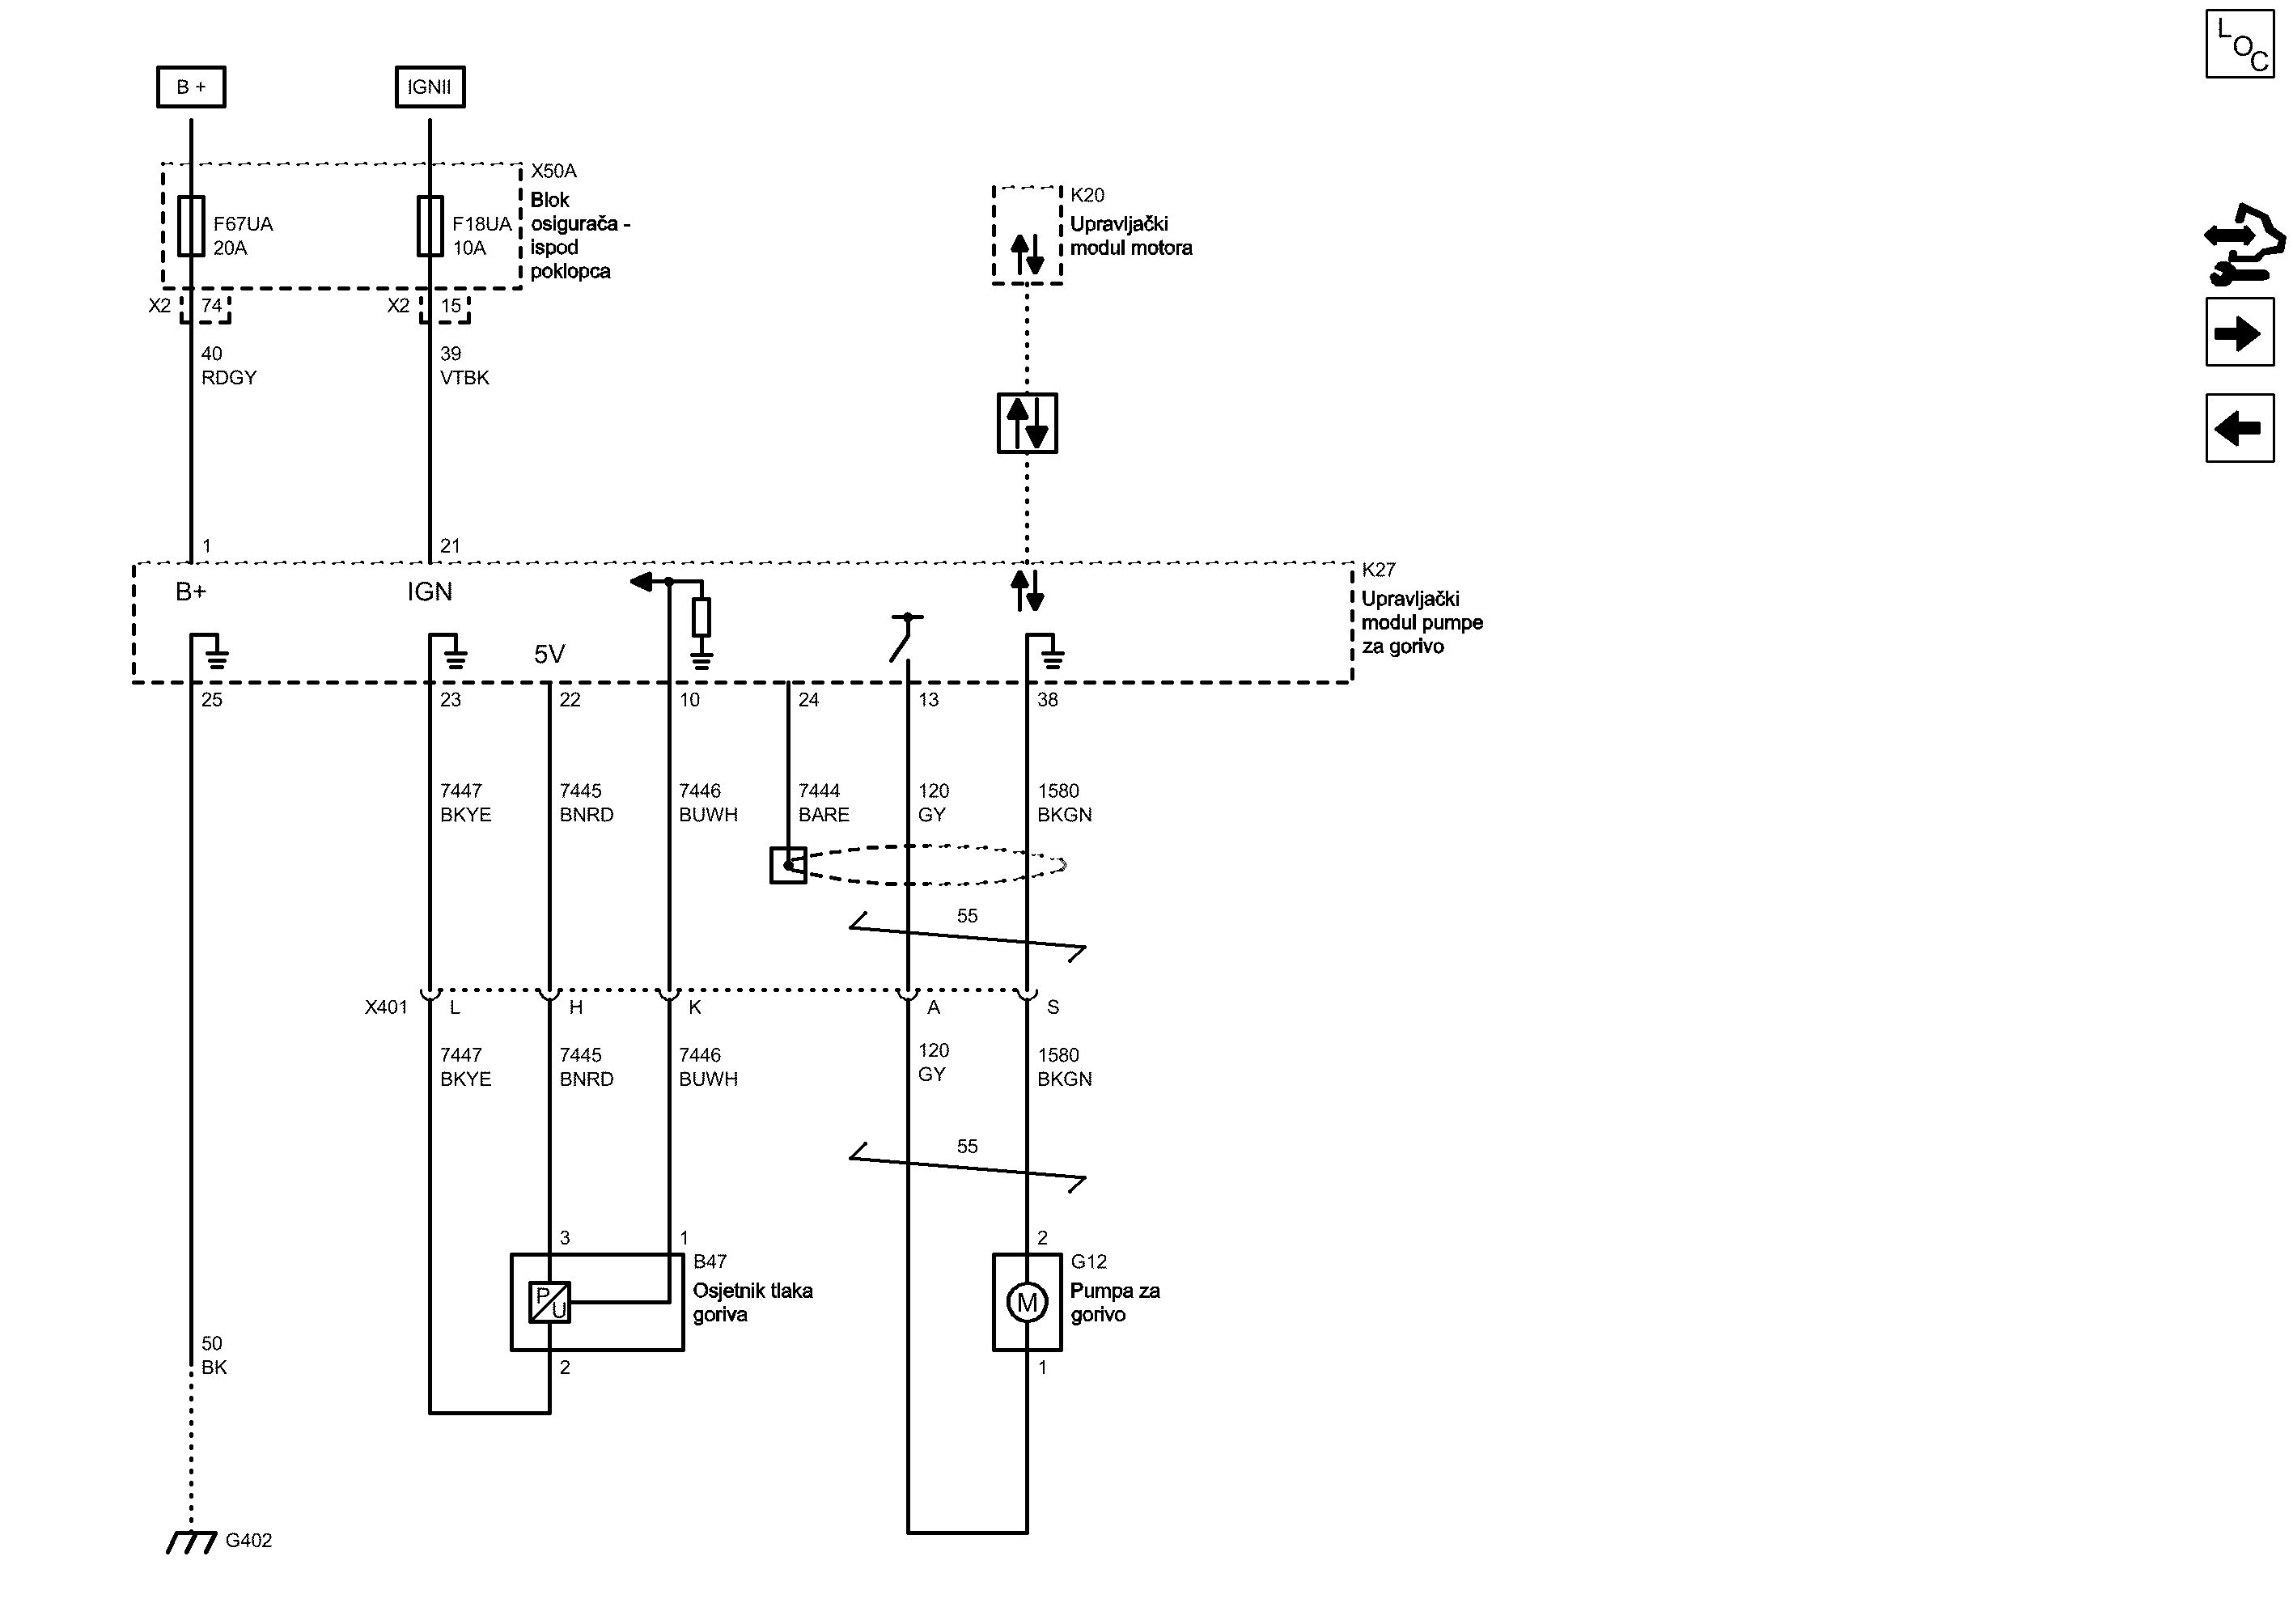 LOC
B +
IGNII
X50A
Blok
osigurača -
ispod
poklopca
F67UA
20A
F18UA
10A
K20
Upravljački
modul motora
X2 74
X2 15
40
RDGY
39
VTBK
1
21
B+
IGN
K27
Upravljački
modul pumpe
za gorivo
5V
25
23
22
10
24
13
38
7447
BKYE
7445
BNRD
7446
BUWH
7444
BARE
120
GY
1580
BKGN
55
X401 L H K A S
7447
BKYE
7445
BNRD
7446
BUWH
120
GY
1580
BKGN
55
3
1
B47
Osjetnik tlaka
goriva
P
U
2
2
G12
Pumpa za
gorivo
M
1
50
BK
G402